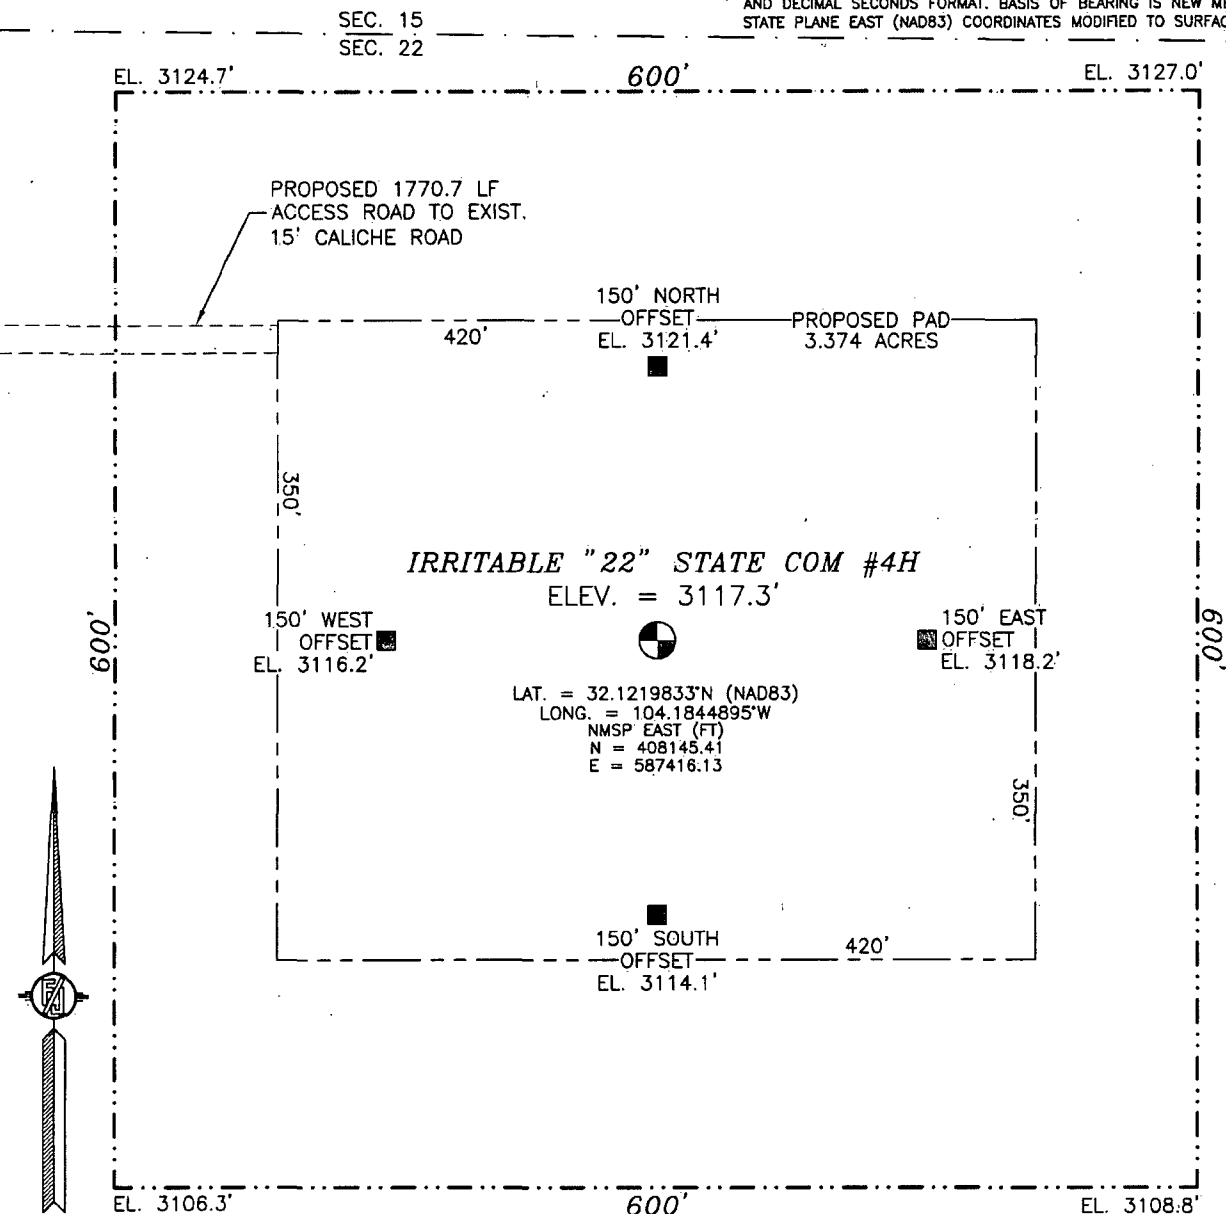 AND DECIMAL SECONDS FORMAT. BASIS OF BEARING IS NEW
STATE PLANE EAST (NAD83) COORDINATES MODIFIED TO
SEC. 15
SEC. 22
EL. 3124.7'
600'
EL. 3127.0'
PROPOSED 1770.7 LF
ACCESS ROAD TO EXIST.
15' CALICHE ROAD
150' NORTH
OFFSET
EL. 3121.4'
420'
PROPOSED PAD
3.374 ACRES
350'
IRRITABLE "22" STATE COM #4H
ELEV. = 3117.3'
600'
150' WEST
OFFSET
EL. 3116.2'
150' EAST
OFFSET
EL. 3118.2'
600'
LAT. = 32.1219833°N (NAD83)
LONG. = 104.1844895°W
NMSP EAST (FT)
N = 408145.41
E = 587416.13
350'
150' SOUTH
OFFSET
EL. 3114.1'
420'
EL. 3106.3'
600'
EL. 3108.8'